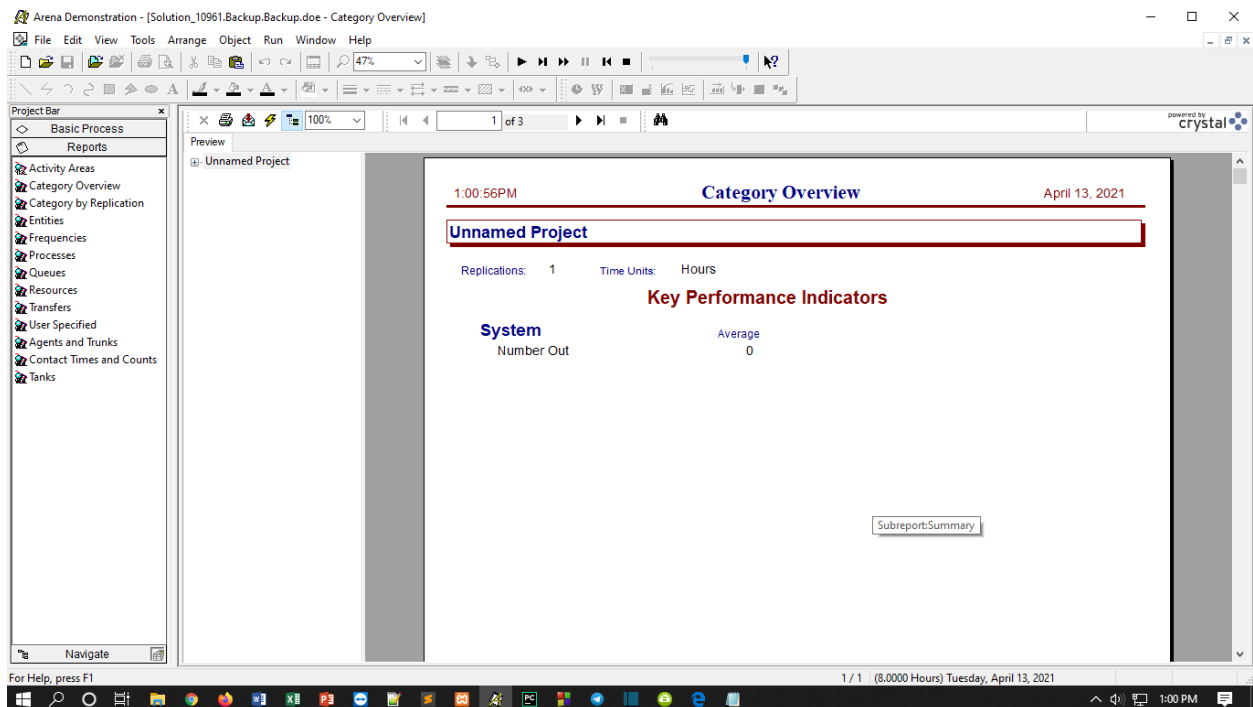 Arena Demonstration - [Solution_10961.Backup.Backup.doe - Category Overview]
File Edit View Tools Arrange Object Run Window Help
47%
Project Bar
Basic Process
Reports
Activity Areas
Category Overview
Category by Replication
Entities
Frequencies
Processes
Queues
Resources
Transfers
User Specified
Agents and Trunks
Contact Times and Counts
Tanks
Navigate
100%
1 of 3
powered by
crystal
Preview
Unnamed Project
1:00:56PM Category Overview April 13, 2021
Unnamed Project
Replications: 1 Time Units: Hours
Key Performance Indicators
System Average
Number Out 0
Subreport:Summary
For Help, press F1 1 / 1 (8.0000 Hours) Tuesday, April 13, 2021
1:00 PM